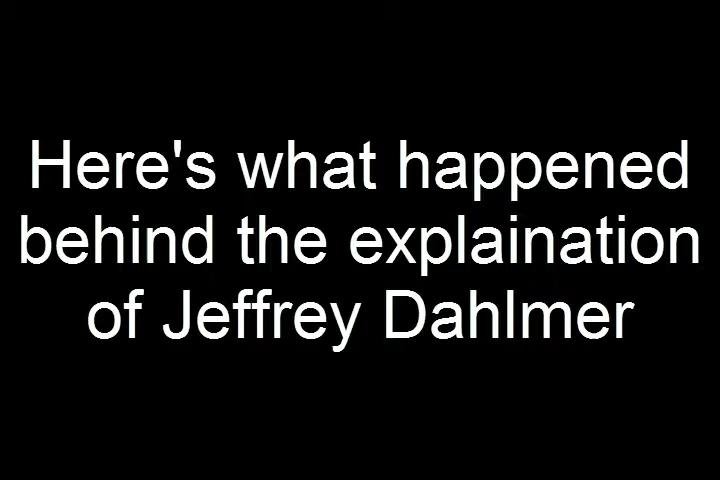 Here's what happened
behind the explaination
of Jeffrey Dahlmer